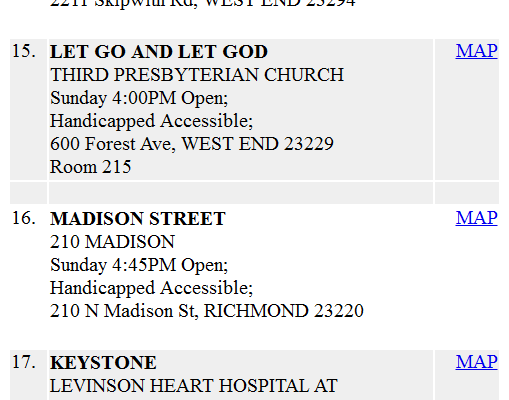 2211 Skipwith Rd, WEST END 23294
15. LET GO AND LET GOD MAP
THIRD PRESBYTERIAN CHURCH
Sunday 4:00PM Open;
Handicapped Accessible;
600 Forest Ave, WEST END 23229
Room 215
16. MADISON STREET MAP
210 MADISON
Sunday 4:45PM Open;
Handicapped Accessible;
210 N Madison St, RICHMOND 23220
17. KEYSTONE MAP
LEVINSON HEART HOSPITAL AT